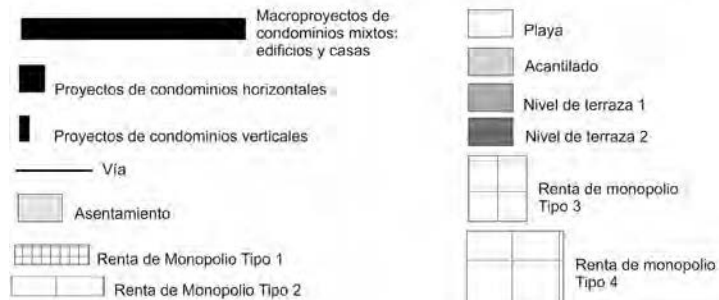 Macroproyectos de
condominios mixtos:
edificios y casas
Proyectos de condominios horizontales
Proyectos de condominios verticales
Vía
Asentamiento
Renta de Monopolio Tipo 1
Renta de Monopolio Tipo 2
Playa
Acantilado
Nivel de terraza 1
Nivel de terraza 2
Renta de monopolio
Tipo 3
Renta de monopolio
Tipo 4